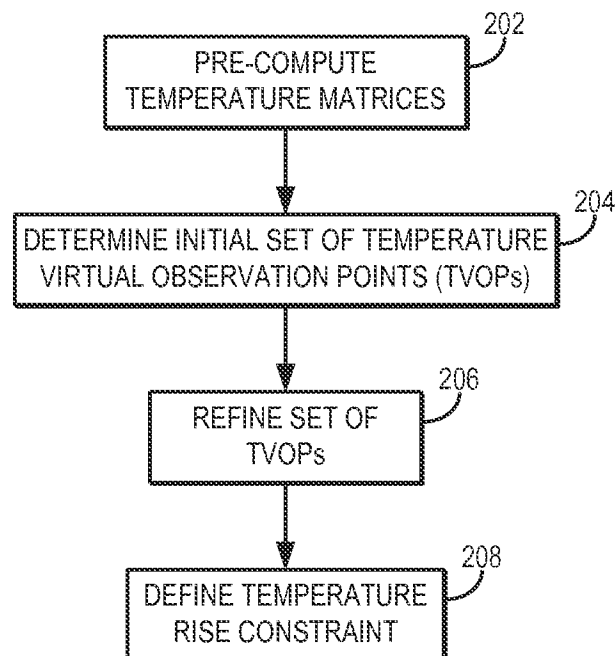 202
PRE-COMPUTE
TEMPERATURE MATRICES
204
DETERMINE INITIAL SET OF TEMPERATURE
VIRTUAL OBSERVATION POINTS (TVOPs)
206
REFINE SET OF
TVOPs
208
DEFINE TEMPERATURE
RISE CONSTRAINT